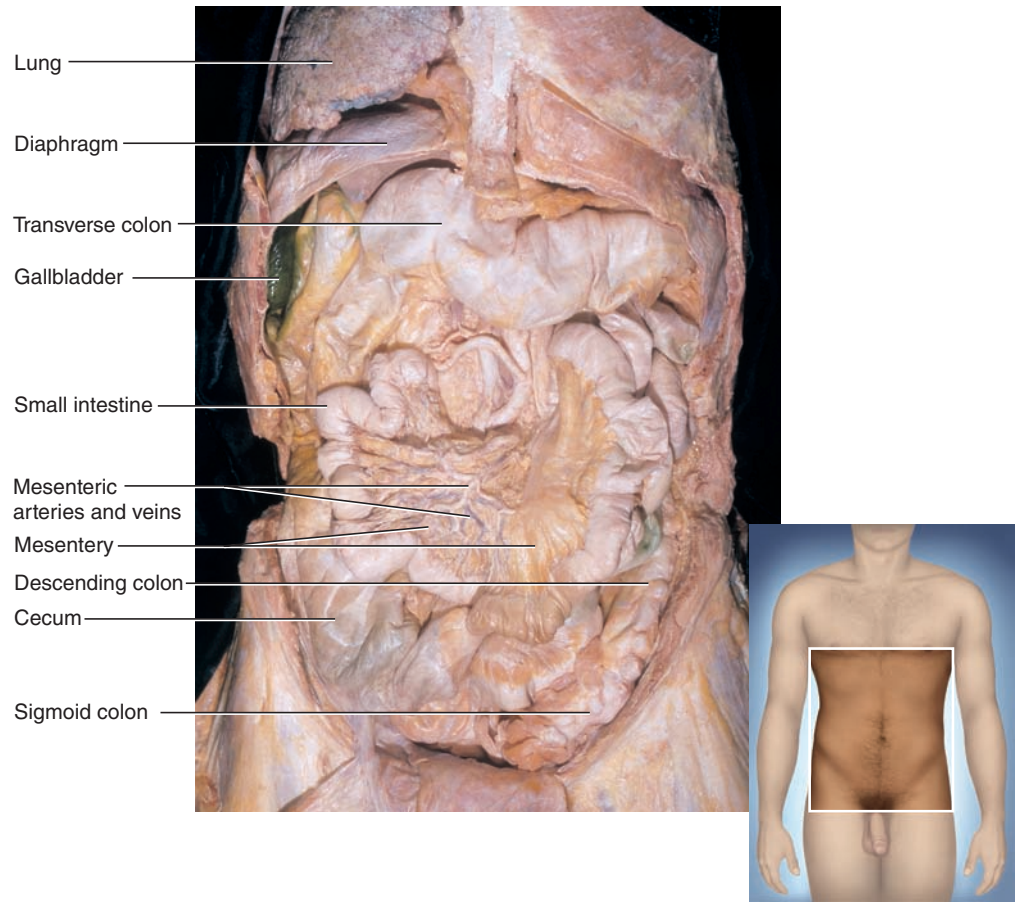 Lung
Diaphragm
Transverse colon
Gallbladder
Small intestine
Mesenteric
arteries and veins
Mesentery
Descending colon
Cecum
Sigmoid colon